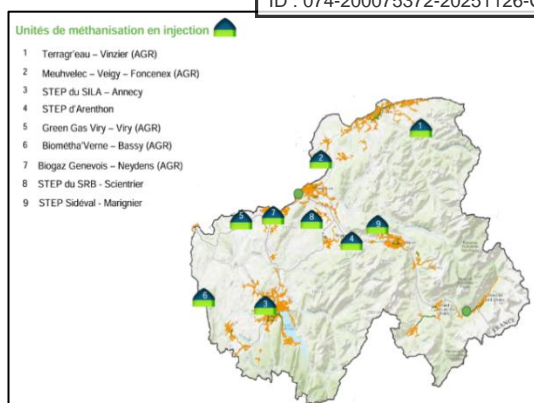 ID : 074-200075372-20251126-
Unités de méthanisation en injection
1 Terragr'eau – Vinzier (AGR)
2 Meuhvelec – Veigy – Foncenex (AGR)
3 STEP du SILA – Annecy
4 STEP d'Arenthon
5 Green Gas Viry – Viry (AGR)
6 Biométha'Verne – Bassy (AGR)
7 Biogaz Genevois – Neydens (AGR)
8 STEP du SRB - Scientrier
9 STEP Sidéval - Marignier
1
2
5
7
8
9
4
6
3
FRANCE